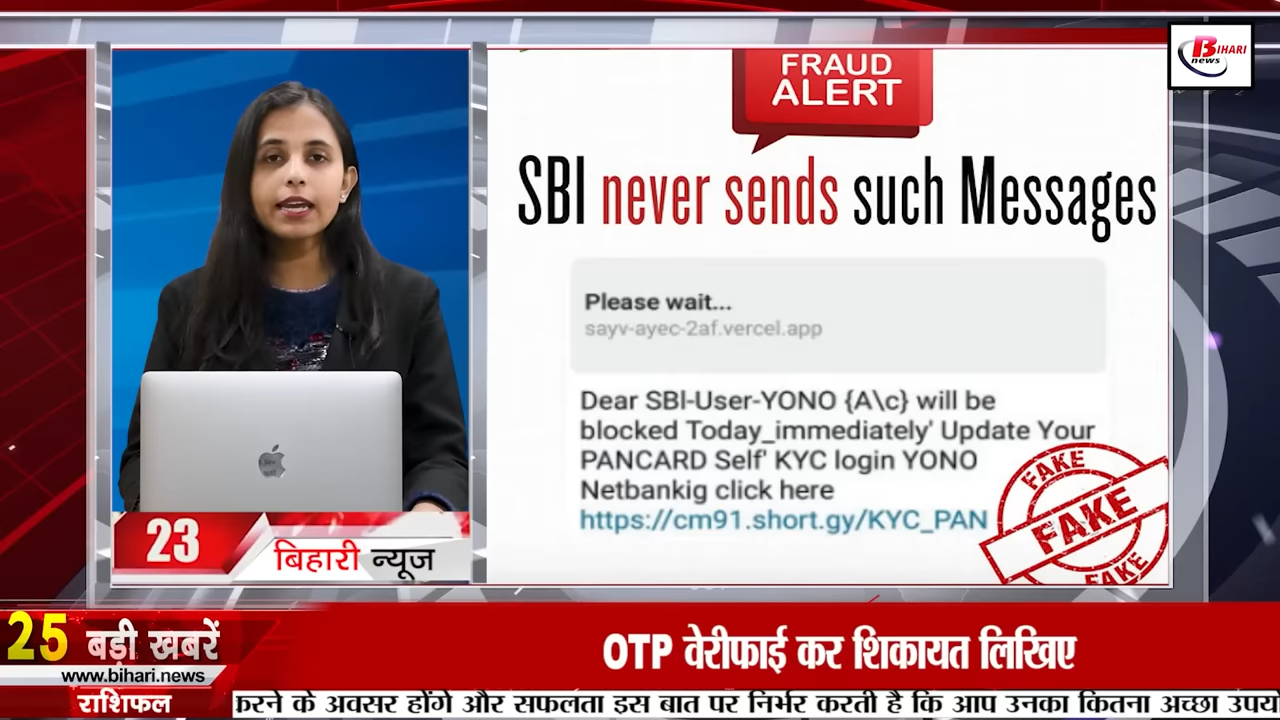 BIHARI
news
FRAUD
ALERT
SBI never sends such Messages
Please wait...
sayv-ayec-2af.vercel.app
Dear SBI-User-YONO {A\c} will be
blocked Today_immediately' Update Your
PANCARD Self' KYC login YONO
Netbankig click here
https://cm91.short.gy/KYC_PAN
FAKE
FAKE
FAKE
23
बिहारी न्यूज
25 बड़ी खबरें
www.bihari.news
OTP वेरीफाई कर शिकायत लिखिए
राशिफल
करने के अवसर होंगे और सफलता इस बात पर निर्भर करती है कि आप उनका कितना अच्छा उपय